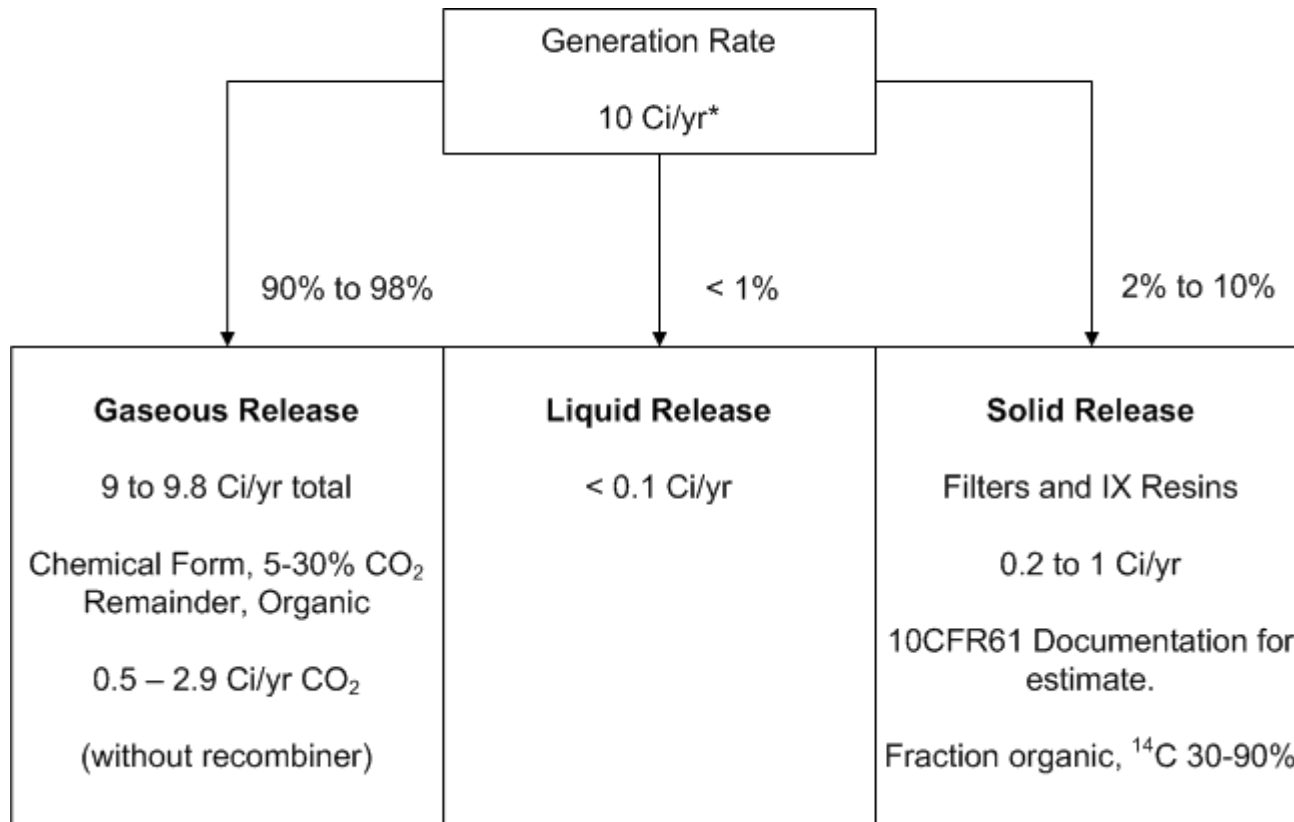 Generation Rate
10 Ci/yr*
90% to 98%
< 1%
2% to 10%
Gaseous Release
9 to 9.8 Ci/yr total
Chemical Form, 5-30% CO₂
Remainder, Organic
0.5 – 2.9 Ci/yr CO₂
(without recombiner)
Liquid Release
< 0.1 Ci/yr
Solid Release
Filters and IX Resins
0.2 to 1 Ci/yr
10CFR61 Documentation for
estimate.
Fraction organic, ¹⁴C 30-90%